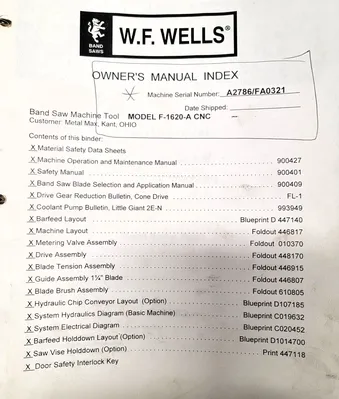 BAND
SAWS
W.F. WELLS®
OWNER'S MANUAL INDEX
Machine Serial Number: A2786/FA0321
Date Shipped:
Band Saw Machine Tool MODEL F-1620-A CNC
Customer: Metal Max, Kant, OHIO
Contents of this binder:
X Material Safety Data Sheets
X Machine Operation and Maintenance Manual 900427
X Safety Manual 900401
X Band Saw Blade Selection and Application Manual 900409
X Drive Gear Reduction Bulletin, Cone Drive FL-1
X Coolant Pump Bulletin, Little Giant 2E-N 993949
X Barfeed Layout Blueprint D 447140
X Machine Layout Foldout 446817
X Metering Valve Assembly Foldout 010370
X Drive Assembly Foldout 448170
X Blade Tension Assembly Foldout 446915
X Guide Assembly 1¼" Blade Foldout 446807
X Blade Brush Assembly Foldout 610805
X Hydraulic Chip Conveyor Layout (Option) Blueprint D107185
X System Hydraulics Diagram (Basic Machine) Blueprint C019632
X System Electrical Diagram Blueprint C020452
X Barfeed Holddown Layout (Option) Blueprint D1014700
X Saw Vise Holddown (Option) Print 447118
X Door Safety Interlock Key